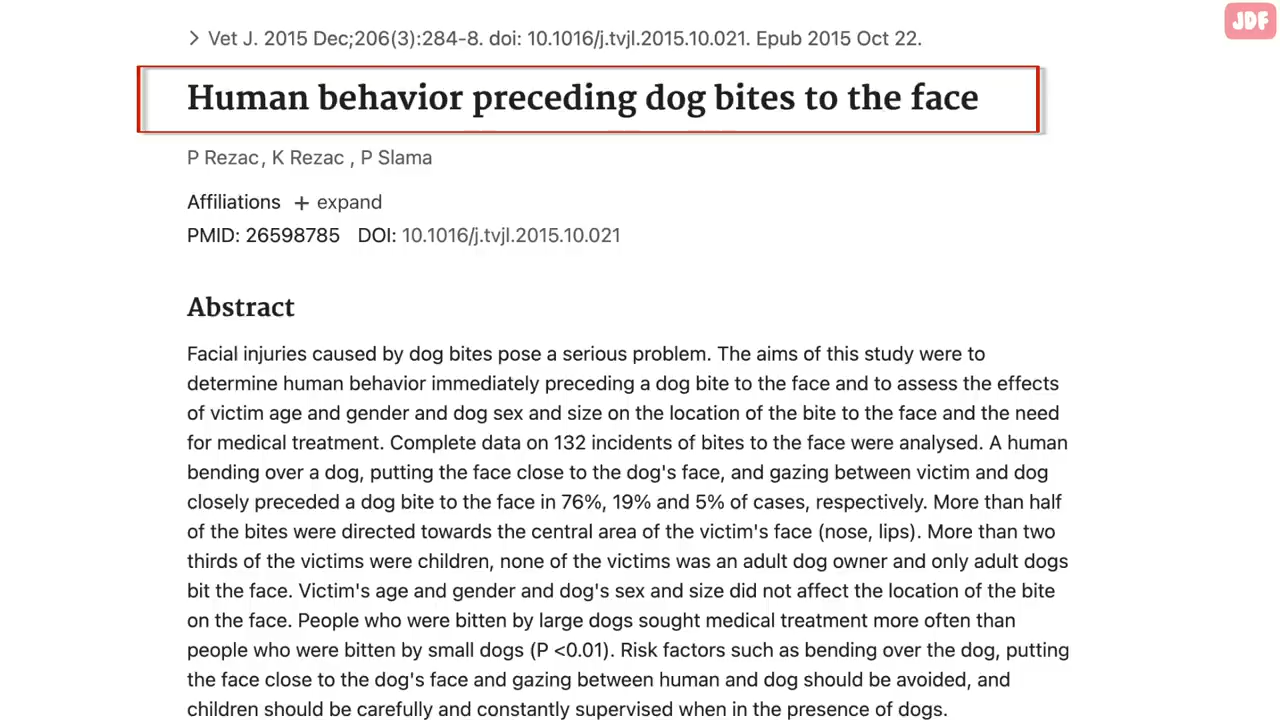 JDF
> Vet J. 2015 Dec;206(3):284-8. doi: 10.1016/j.tvjl.2015.10.021. Epub 2015 Oct 22.
Human behavior preceding dog bites to the face
P Rezac, K Rezac , P Slama
Affiliations + expand
PMID: 26598785 DOI: 10.1016/j.tvjl.2015.10.021
Abstract
Facial injuries caused by dog bites pose a serious problem. The aims of this study were to
determine human behavior immediately preceding a dog bite to the face and to assess the effects
of victim age and gender and dog sex and size on the location of the bite to the face and the need
for medical treatment. Complete data on 132 incidents of bites to the face were analysed. A human
bending over a dog, putting the face close to the dog's face, and gazing between victim and dog
closely preceded a dog bite to the face in 76%, 19% and 5% of cases, respectively. More than half
of the bites were directed towards the central area of the victim's face (nose, lips). More than two
thirds of the victims were children, none of the victims was an adult dog owner and only adult dogs
bit the face. Victim's age and gender and dog's sex and size did not affect the location of the bite
on the face. People who were bitten by large dogs sought medical treatment more often than
people who were bitten by small dogs (P <0.01). Risk factors such as bending over the dog, putting
the face close to the dog's face and gazing between human and dog should be avoided, and
children should be carefully and constantly supervised when in the presence of dogs.